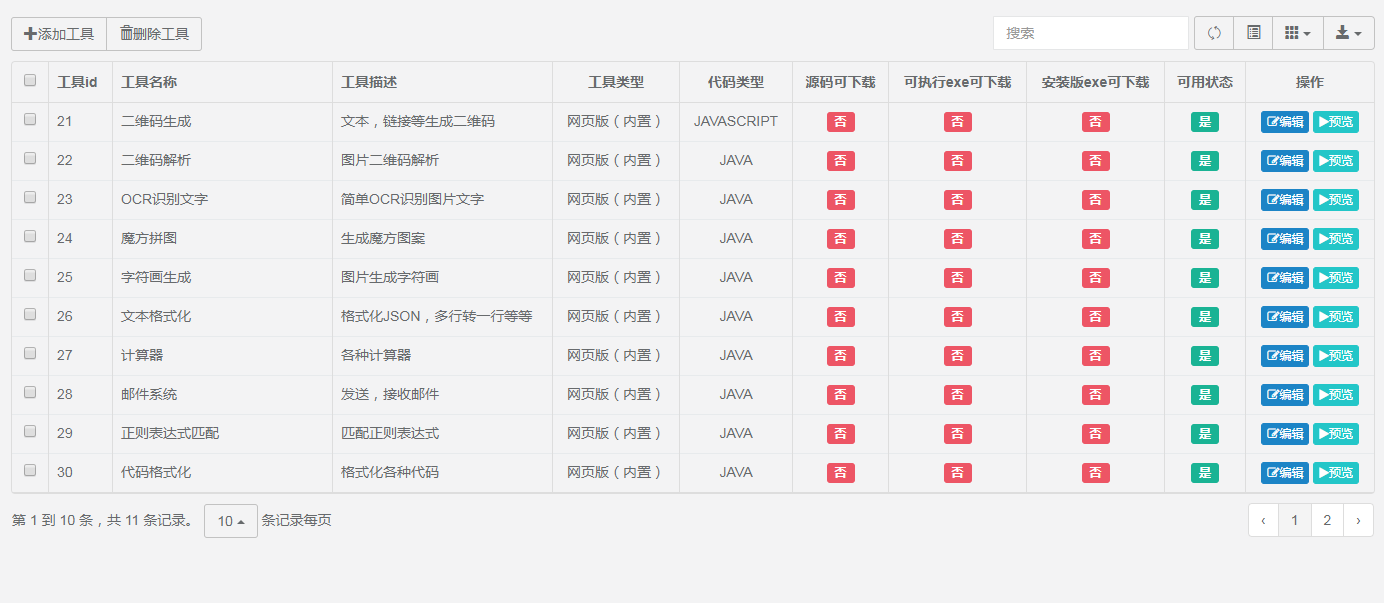 添加工具 删除工具 搜索
工具id 工具名称 工具描述 工具类型 代码类型 源码可下载 可执行exe可下载 安装版exe可下载 可用状态 操作
21 二维码生成 文本，链接等生成二维码 网页版（内置） JAVASCRIPT 否 否 否 是 编辑 预览
22 二维码解析 图片二维码解析 网页版（内置） JAVA 否 否 否 是 编辑 预览
23 OCR识别文字 简单OCR识别图片文字 网页版（内置） JAVA 否 否 否 是 编辑 预览
24 魔方拼图 生成魔方图案 网页版（内置） JAVA 否 否 否 是 编辑 预览
25 字符画生成 图片生成字符画 网页版（内置） JAVA 否 否 否 是 编辑 预览
26 文本格式化 格式化JSON，多行转一行等等 网页版（内置） JAVA 否 否 否 是 编辑 预览
27 计算器 各种计算器 网页版（内置） JAVA 否 否 否 是 编辑 预览
28 邮件系统 发送，接收邮件 网页版（内置） JAVA 否 否 否 是 编辑 预览
29 正则表达式匹配 匹配正则表达式 网页版（内置） JAVA 否 否 否 是 编辑 预览
30 代码格式化 格式化各种代码 网页版（内置） JAVA 否 否 否 是 编辑 预览
第 1 到 10 条，共 11 条记录。 10 条记录每页 ‹ 1 2 ›